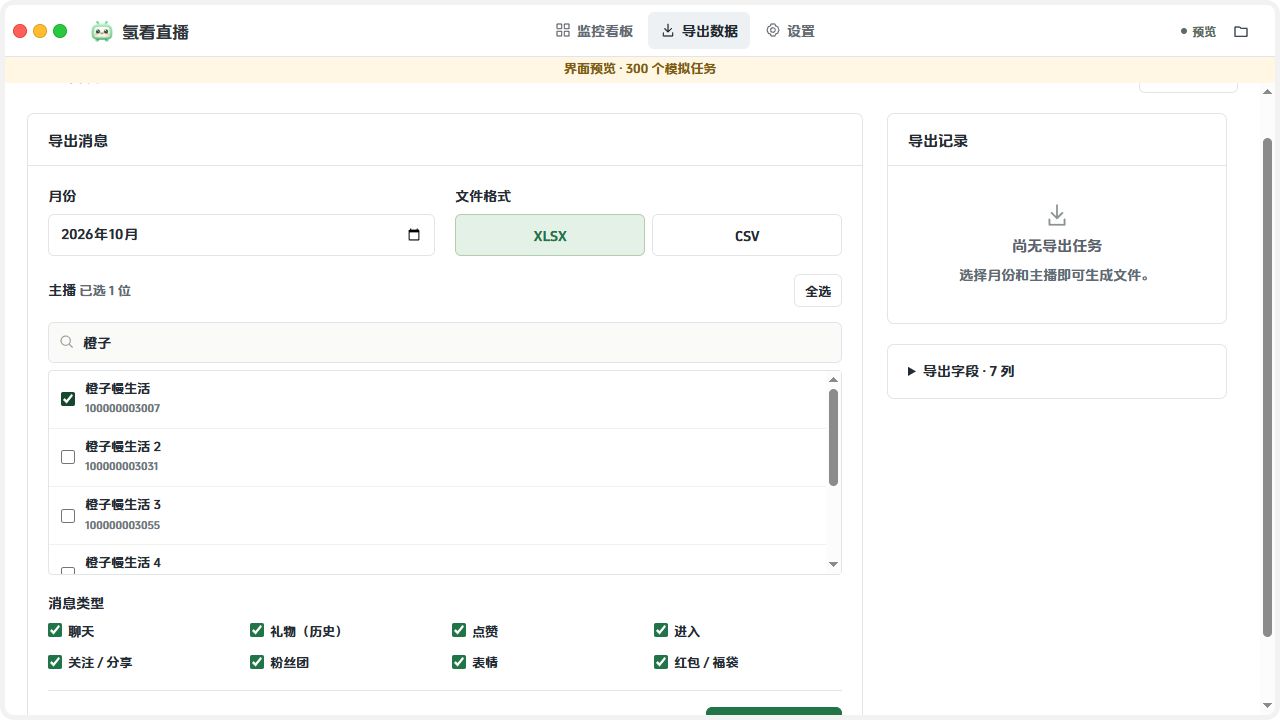 氢看直播
监控看板
导出数据
设置
预览
界面预览 · 300 个模拟任务
导出消息
月份
文件格式
2026年10月
XLSX
CSV
主播 已选 1 位
全选
橙子
橙子慢生活
100000003007
橙子慢生活 2
100000003031
橙子慢生活 3
100000003055
橙子慢生活 4
消息类型
聊天
礼物（历史）
点赞
进入
关注 / 分享
粉丝团
表情
红包 / 福袋
导出记录
尚无导出任务
选择月份和主播即可生成文件。
导出字段 · 7 列